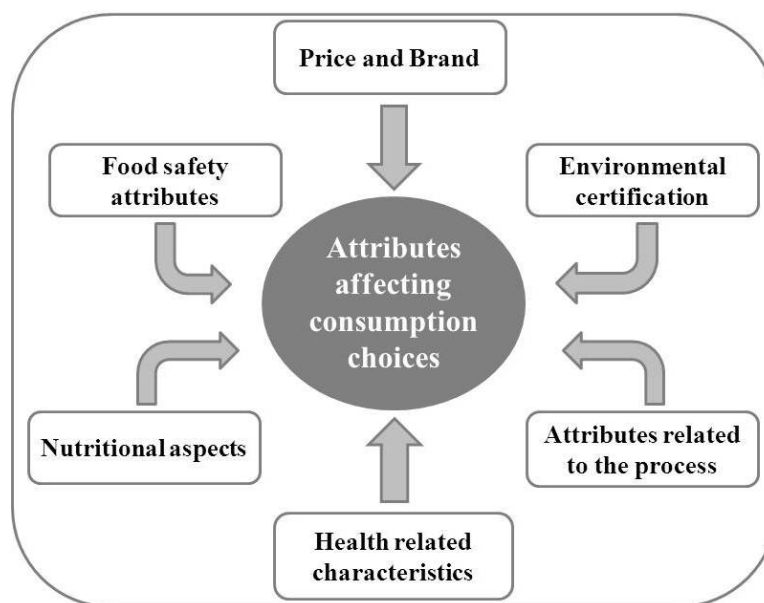 Price and Brand
Food safety
attributes
Environmental
certification
Attributes
affecting
consumption
choices
Nutritional aspects
Attributes related
to the process
Health related
characteristics